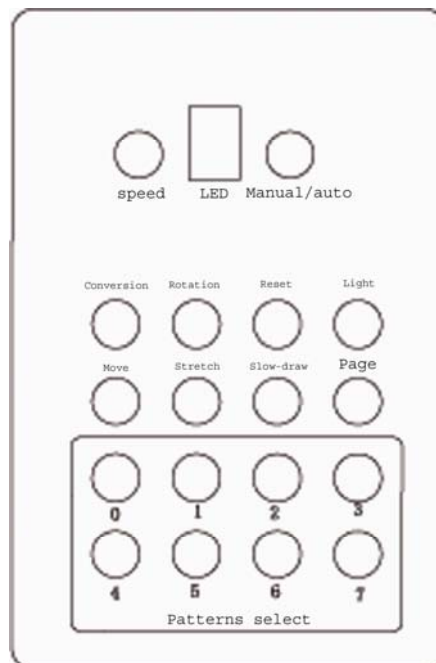 speed LED Manual/auto
Conversion Rotation Reset Light
Move Stretch Slow-draw Page
0 1 2 3
4 5 6 7
Patterns select